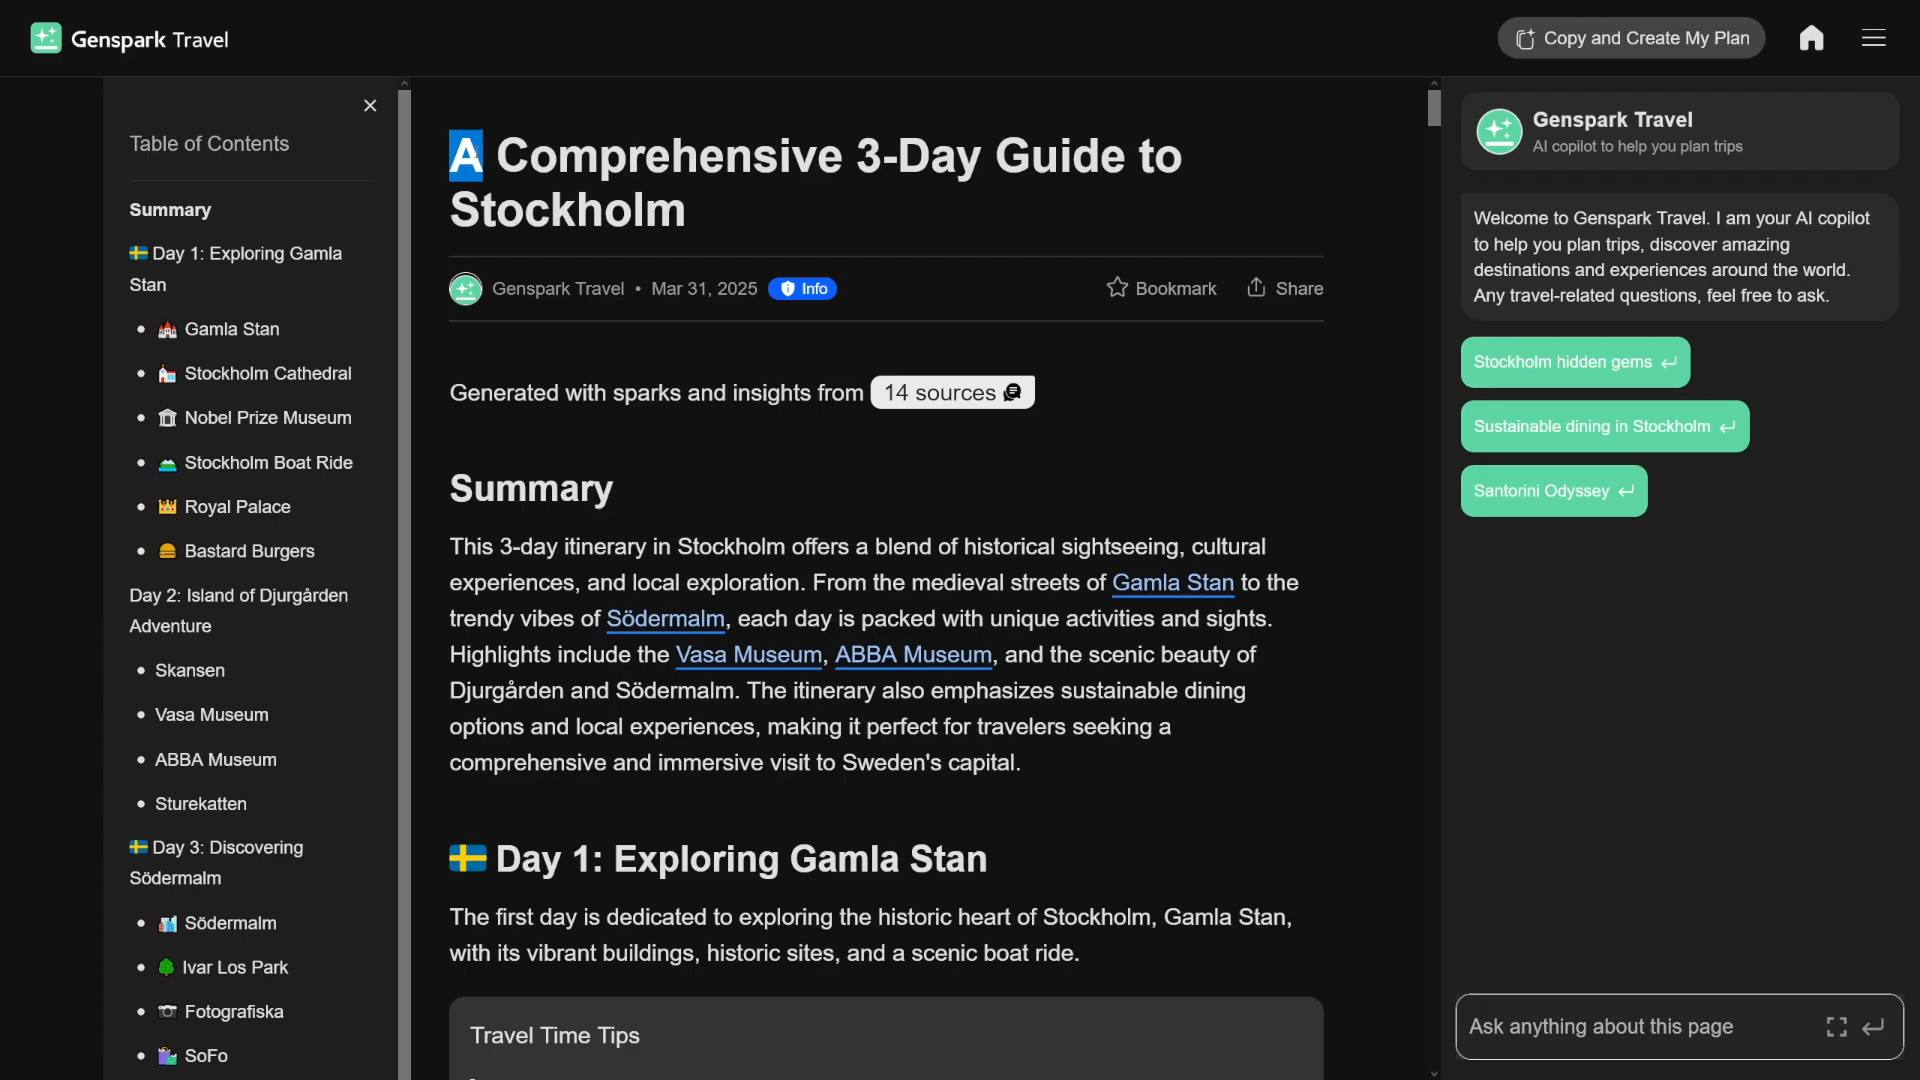 Genspark Travel
Copy and Create My Plan
Table of Contents
Summary
Day 1: Exploring Gamla
Stan
Gamla Stan
Stockholm Cathedral
Nobel Prize Museum
Stockholm Boat Ride
Royal Palace
Bastard Burgers
Day 2: Island of Djurgården
Adventure
Skansen
Vasa Museum
ABBA Museum
Sturekatten
Day 3: Discovering
Södermalm
Södermalm
Ivar Los Park
Fotografiska
SoFo
A Comprehensive 3-Day Guide to
Stockholm
Genspark Travel • Mar 31, 2025 Info
Bookmark
Share
Generated with sparks and insights from 14 sources
Summary
This 3-day itinerary in Stockholm offers a blend of historical sightseeing, cultural
experiences, and local exploration. From the medieval streets of Gamla Stan to the
trendy vibes of Södermalm, each day is packed with unique activities and sights.
Highlights include the Vasa Museum, ABBA Museum, and the scenic beauty of
Djurgården and Södermalm. The itinerary also emphasizes sustainable dining
options and local experiences, making it perfect for travelers seeking a
comprehensive and immersive visit to Sweden's capital.
Day 1: Exploring Gamla Stan
The first day is dedicated to exploring the historic heart of Stockholm, Gamla Stan,
with its vibrant buildings, historic sites, and a scenic boat ride.
Travel Time Tips
Genspark Travel
AI copilot to help you plan trips
Welcome to Genspark Travel. I am your AI copilot
to help you plan trips, discover amazing
destinations and experiences around the world.
Any travel-related questions, feel free to ask.
Stockholm hidden gems
Sustainable dining in Stockholm
Santorini Odyssey
Ask anything about this page